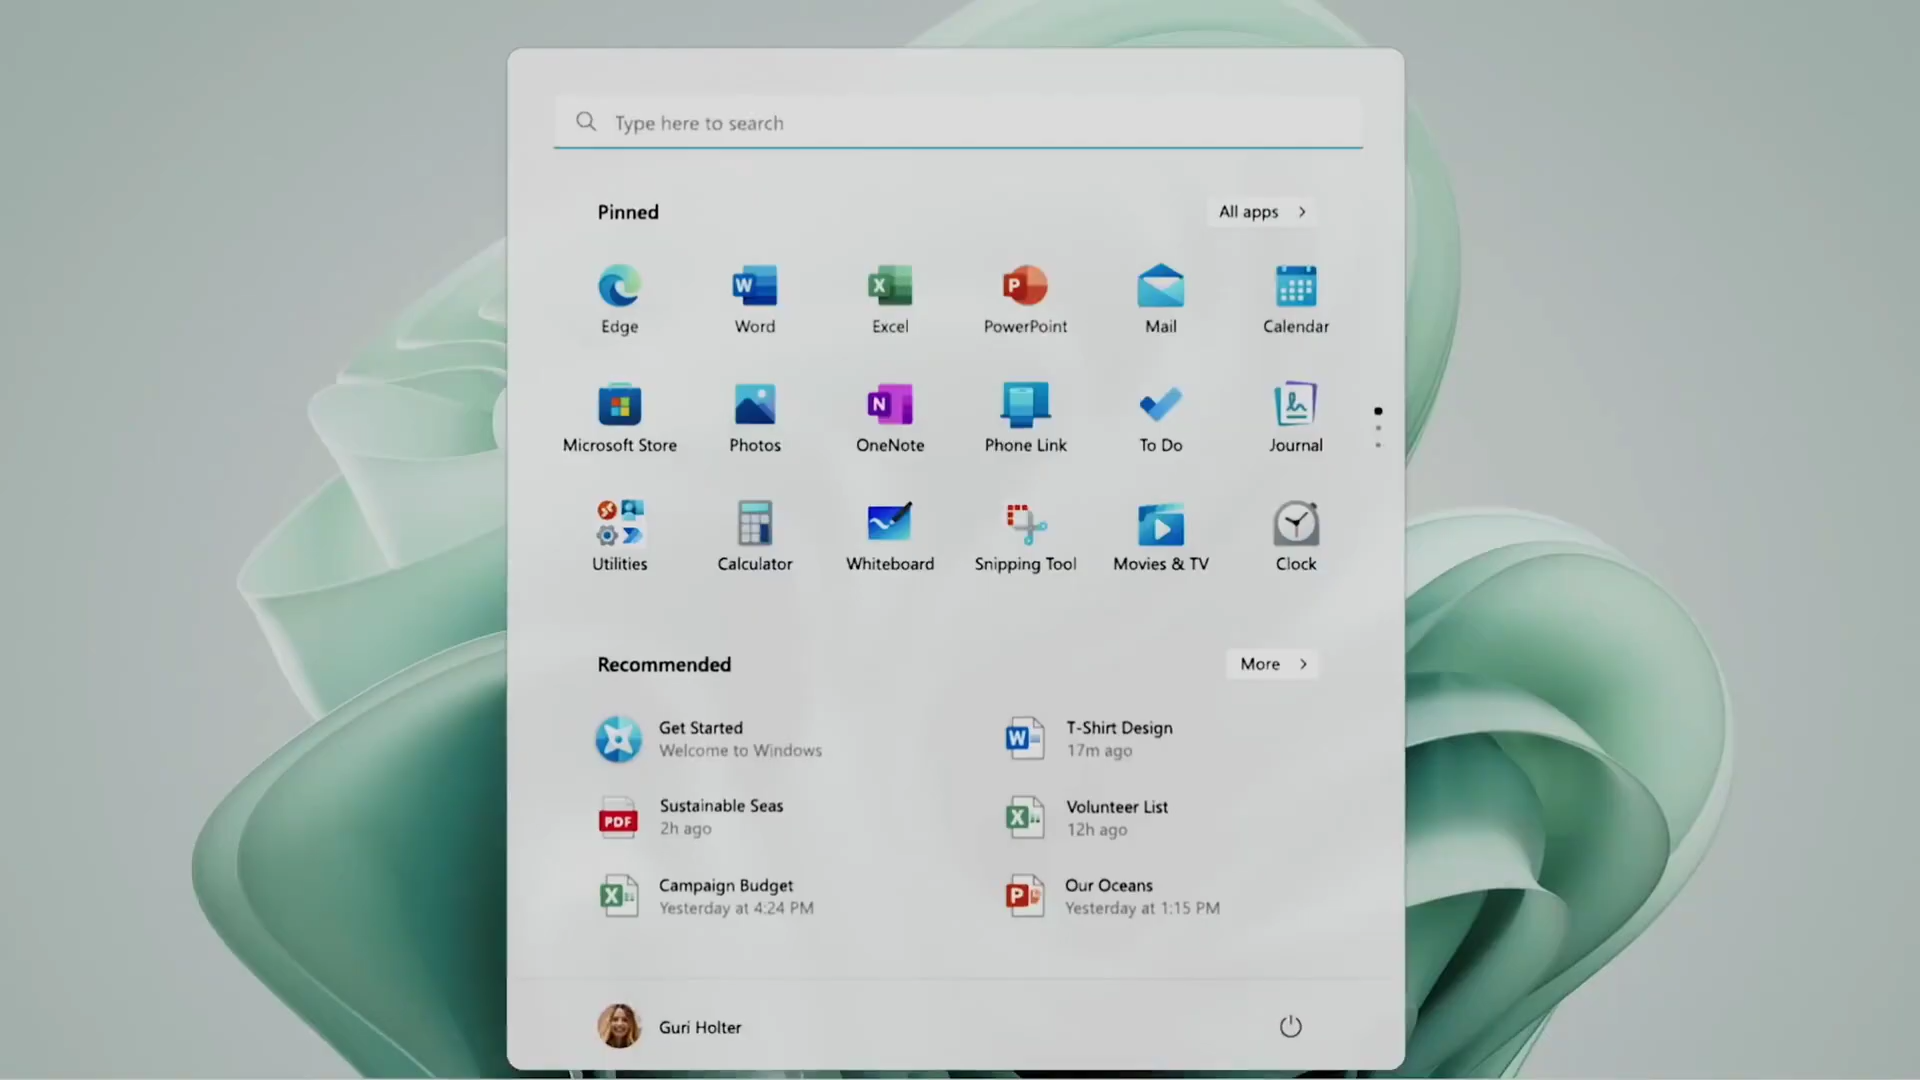 Type here to search
Pinned
All apps
Edge
Word
Excel
PowerPoint
Mail
Calendar
Microsoft Store
Photos
OneNote
Phone Link
To Do
Journal
Utilities
Calculator
Whiteboard
Snipping Tool
Movies & TV
Clock
Recommended
More
Get Started
Welcome to Windows
T-Shirt Design
17m ago
PDF
Sustainable Seas
2h ago
Volunteer List
12h ago
Campaign Budget
Yesterday at 4:24 PM
Our Oceans
Yesterday at 1:15 PM
Guri Holter